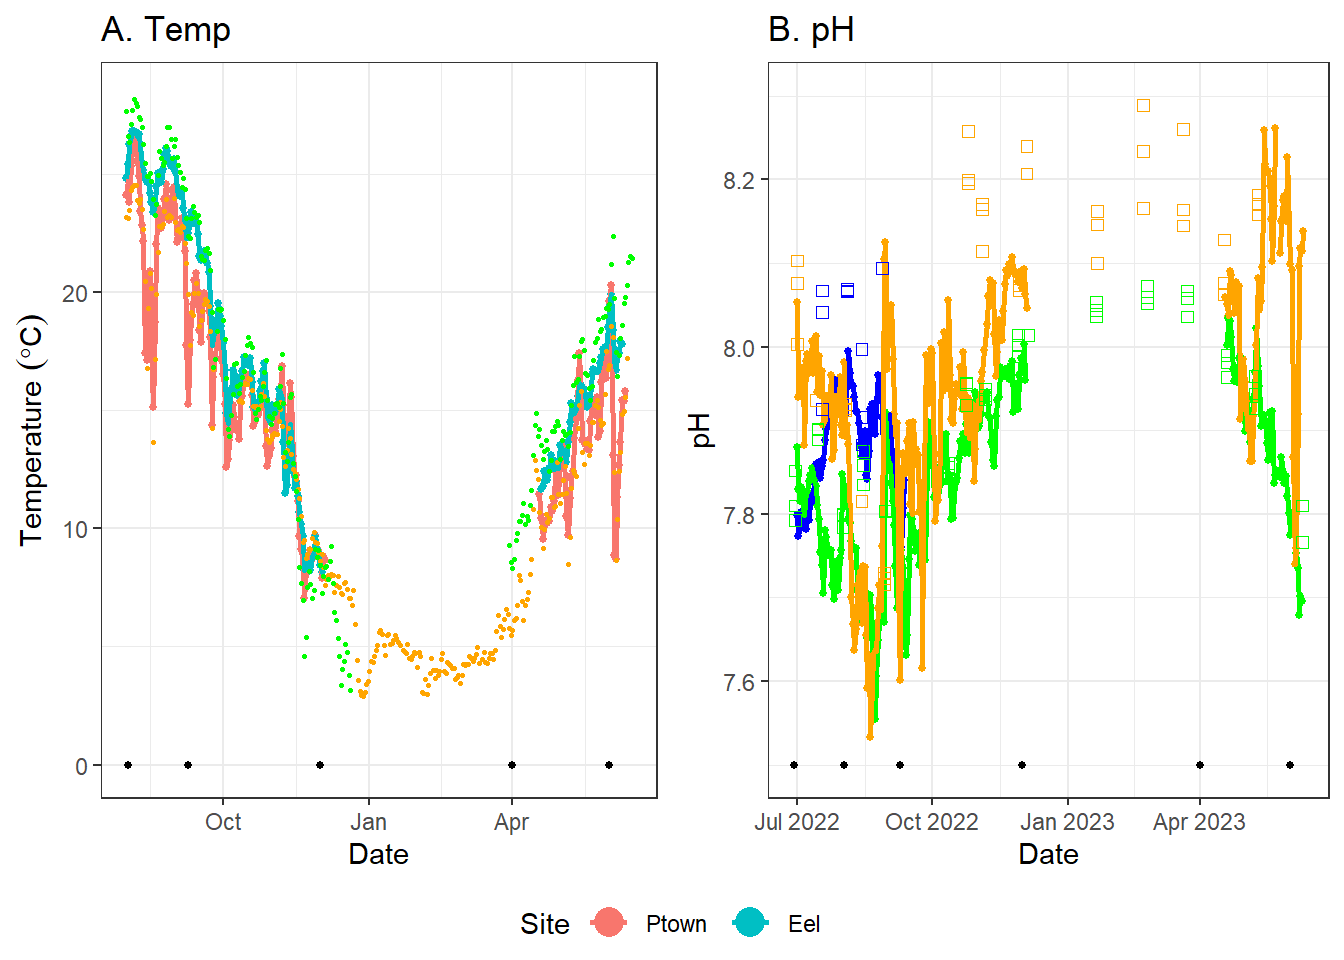 A. Temp
B. pH
Temperature (°C)
20
10
0
Oct
Jan
Apr
Date
pH
8.2
8.0
7.8
7.6
Jul 2022
Oct 2022
Jan 2023
Apr 2023
Date
Site
Ptown
Eel